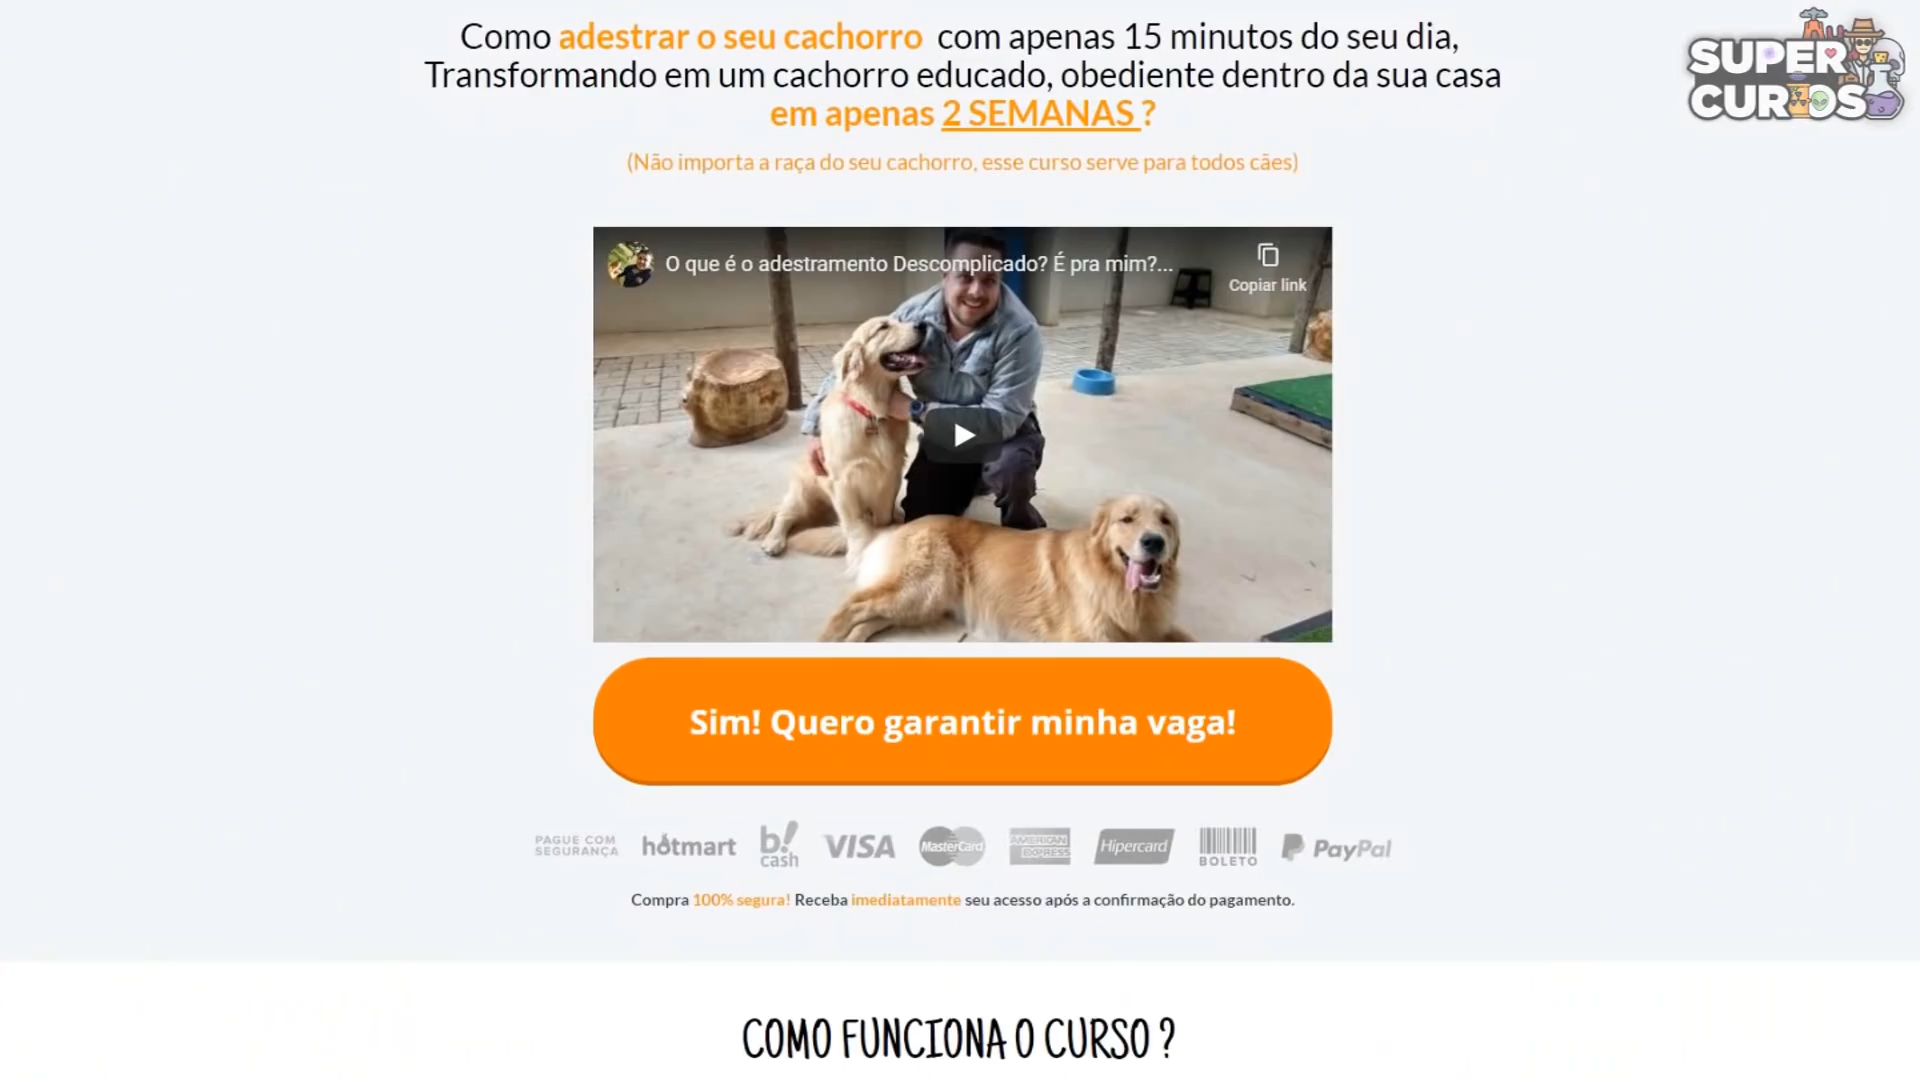 Como adestrar o seu cachorro com apenas 15 minutos do seu dia,
Transformando em um cachorro educado, obediente dentro da sua casa
em apenas 2 SEMANAS ?
(Não importa a raça do seu cachorro, esse curso serve para todos cães)
SUPER
CURIOS
O que é o adestramento Descomplicado? É pra mim?...
Copiar link
Sim! Quero garantir minha vaga!
PAGUE COM
SEGURANÇA
hotmart
b! cash
VISA
MasterCard
AMERICAN
EXPRESS
Hipercard
BOLETO
PayPal
Compra 100% segura! Receba imediatamente seu acesso após a confirmação do pagamento.
COMO FUNCIONA O CURSO ?